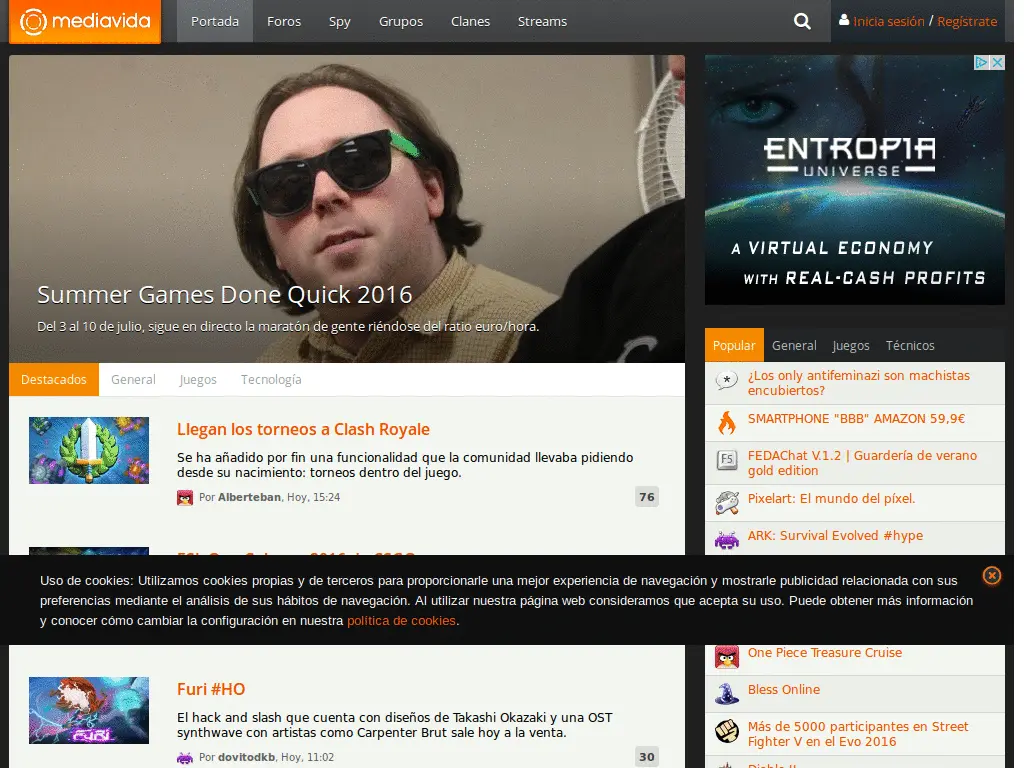 mediavida
Portada
Foros
Spy
Grupos
Clanes
Streams
Inicia sesión / Regístrate
Summer Games Done Quick 2016
Del 3 al 10 de julio, sigue en directo la maratón de gente riéndose del ratio euro/hora.
ENTROPIA
UNIVERSE
A VIRTUAL ECONOMY
WITH REAL-CASH PROFITS
Destacados
General
Juegos
Tecnología
Llegan los torneos a Clash Royale
Se ha añadido por fin una funcionalidad que la comunidad llevaba pidiendo
desde su nacimiento: torneos dentro del juego.
Por Alberteban, Hoy, 15:24
76
Popular
General
Juegos
Técnicos
¿Los only antifeminazi son machistas
encubiertos?
SMARTPHONE "BBB" AMAZON 59,9€
FS
FEDAChat V.1.2 | Guardería de verano
gold edition
Pixelart: El mundo del píxel.
ARK: Survival Evolved #hype
Uso de cookies: Utilizamos cookies propias y de terceros para proporcionarle una mejor experiencia de navegación y mostrarle publicidad relacionada con sus
preferencias mediante el análisis de sus hábitos de navegación. Al utilizar nuestra página web consideramos que acepta su uso. Puede obtener más información
y conocer cómo cambiar la configuración en nuestra política de cookies.
Furi #HO
El hack and slash que cuenta con diseños de Takashi Okazaki y una OST
synthwave con artistas como Carpenter Brut sale hoy a la venta.
Por dovitodkb, Hoy, 11:02
30
FURI
One Piece Treasure Cruise
Bless Online
Más de 5000 participantes en Street
Fighter V en el Evo 2016